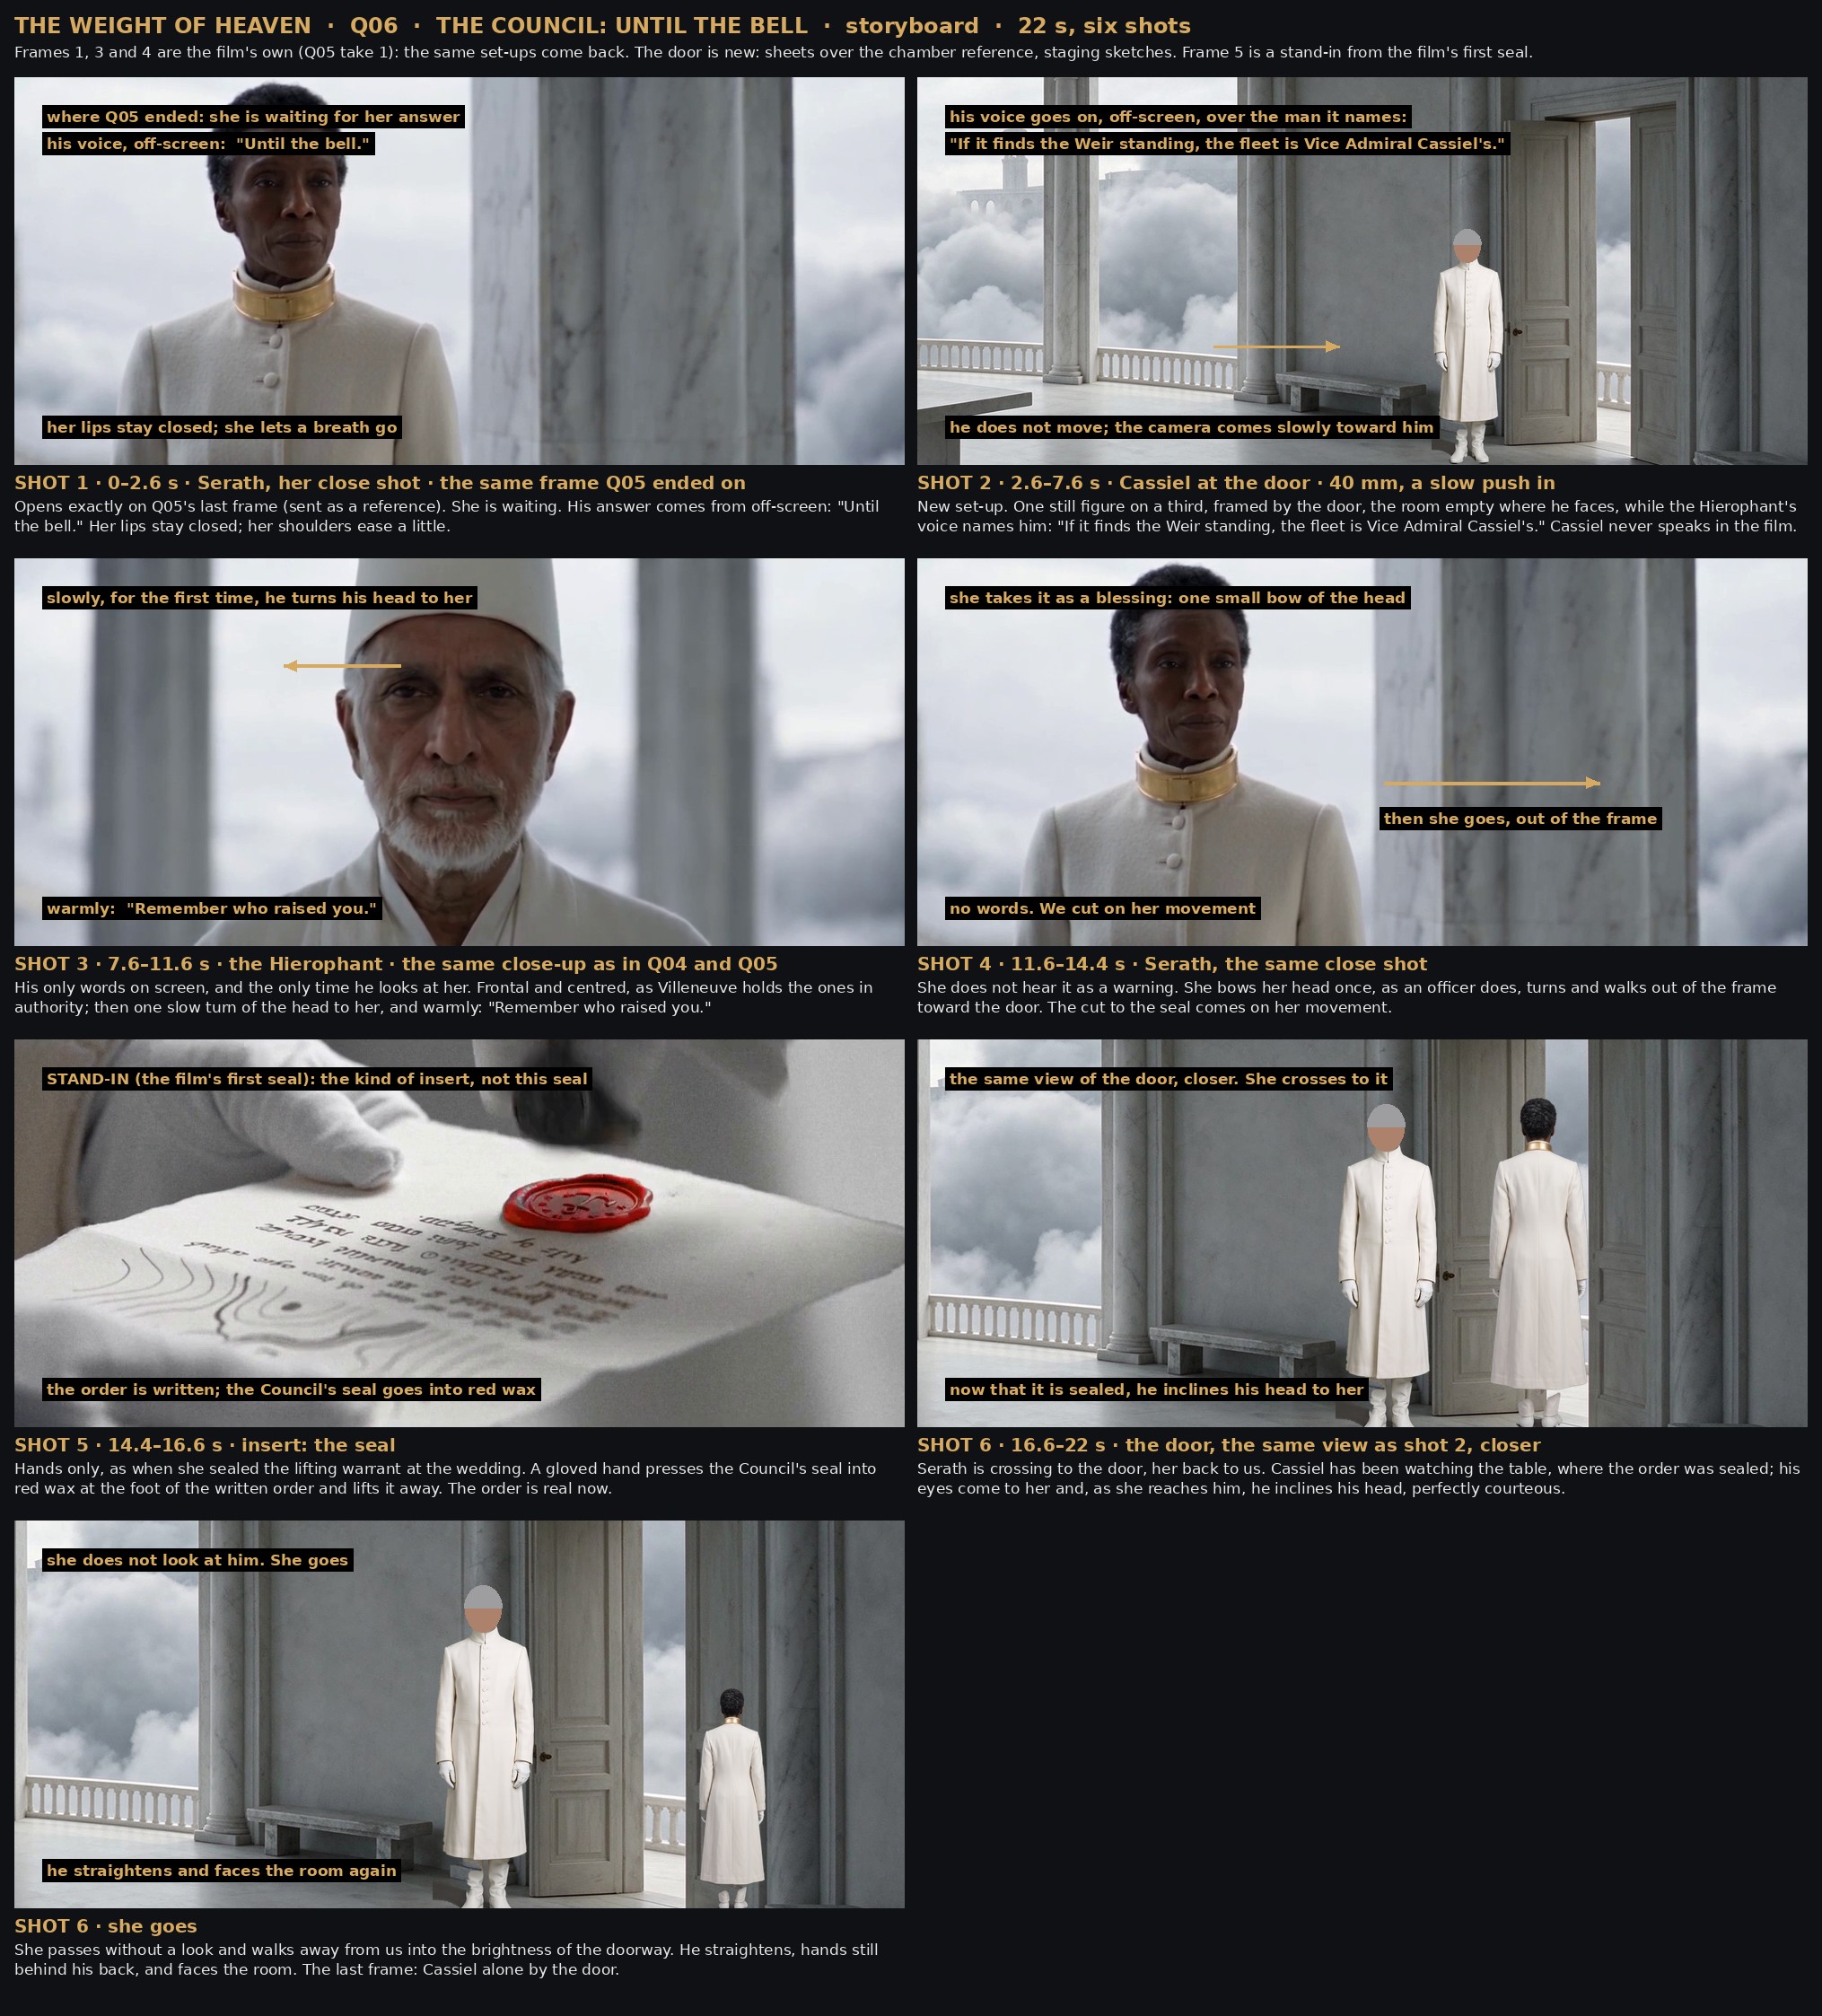 THE WEIGHT OF HEAVEN · Q06 · THE COUNCIL: UNTIL THE BELL · storyboard · 22 s, six shots
Frames 1, 3 and 4 are the film's own (Q05 take 1): the same set-ups come back. The door is new: sheets over the chamber reference, staging sketches. Frame 5 is a stand-in from the film's first seal.
where Q05 ended: she is waiting for her answer
his voice, off-screen: "Until the bell."
her lips stay closed; she lets a breath go
SHOT 1 · 0–2.6 s · Serath, her close shot · the same frame Q05 ended on
Opens exactly on Q05's last frame (sent as a reference). She is waiting. His answer comes from off-screen: "Until
the bell." Her lips stay closed; her shoulders ease a little.
his voice goes on, off-screen, over the man it names:
"If it finds the Weir standing, the fleet is Vice Admiral Cassiel's."
he does not move; the camera comes slowly toward him
SHOT 2 · 2.6–7.6 s · Cassiel at the door · 40 mm, a slow push in
New set-up. One still figure on a third, framed by the door, the room empty where he faces, while the Hierophant's
voice names him: "If it finds the Weir standing, the fleet is Vice Admiral Cassiel's." Cassiel never speaks in the film.
slowly, for the first time, he turns his head to her
warmly: "Remember who raised you."
SHOT 3 · 7.6–11.6 s · the Hierophant · the same close-up as in Q04 and Q05
His only words on screen, and the only time he looks at her. Frontal and centred, as Villeneuve holds the ones in
authority; then one slow turn of the head to her, and warmly: "Remember who raised you."
she takes it as a blessing: one small bow of the head
then she goes, out of the frame
no words. We cut on her movement
SHOT 4 · 11.6–14.4 s · Serath, the same close shot
She does not hear it as a warning. She bows her head once, as an officer does, turns and walks out of the frame
toward the door. The cut to the seal comes on her movement.
STAND-IN (the film's first seal): the kind of insert, not this seal
the order is written; the Council's seal goes into red wax
SHOT 5 · 14.4–16.6 s · insert: the seal
Hands only, as when she sealed the lifting warrant at the wedding. A gloved hand presses the Council's seal into
red wax at the foot of the written order and lifts it away. The order is real now.
the same view of the door, closer. She crosses to it
now that it is sealed, he inclines his head to her
SHOT 6 · 16.6–22 s · the door, the same view as shot 2, closer
Serath is crossing to the door, her back to us. Cassiel has been watching the table, where the order was sealed; his
eyes come to her and, as she reaches him, he inclines his head, perfectly courteous.
she does not look at him. She goes
he straightens and faces the room again
SHOT 6 · she goes
She passes without a look and walks away from us into the brightness of the doorway. He straightens, hands still
behind his back, and faces the room. The last frame: Cassiel alone by the door.